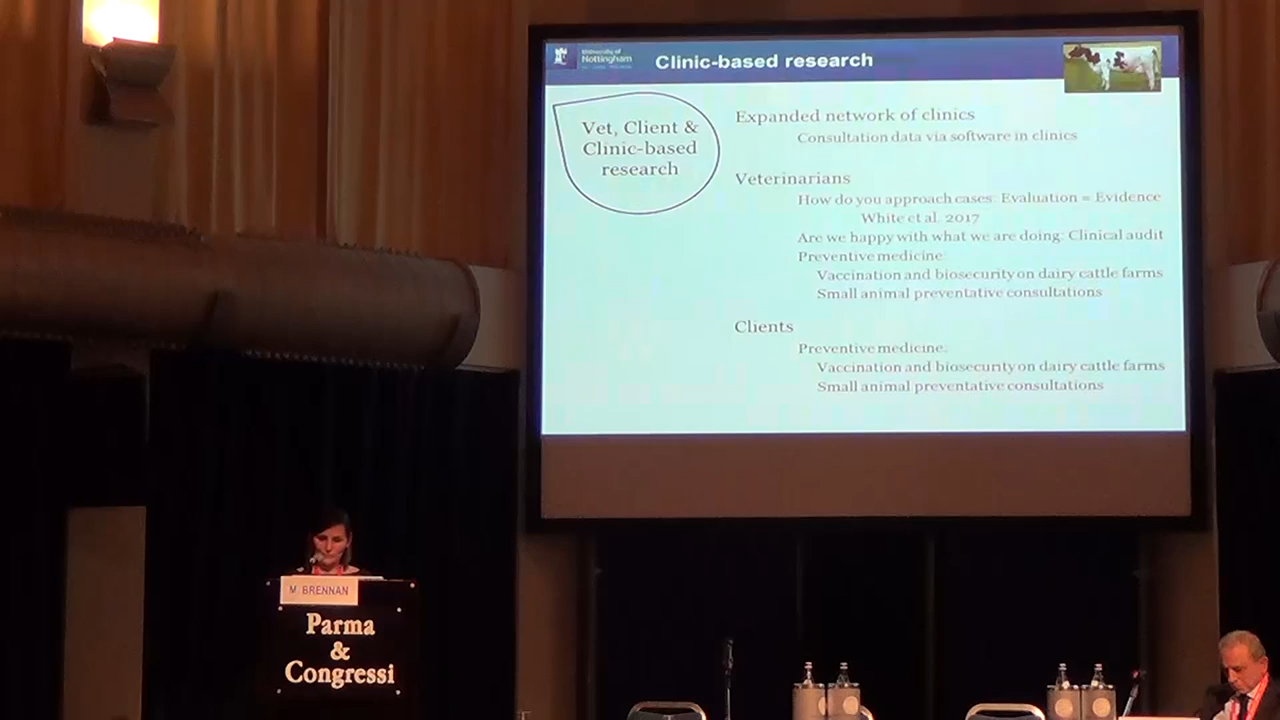 University of
Nottingham
Clinic-based research
Vet, Client &
Clinic-based
research
Expanded network of clinics
Consultation data via software in clinics
Veterinarians
How do you approach cases: Evaluation = Evidence
White et al. 2017
Are we happy with what we are doing: Clinical audit
Preventive medicine:
Vaccination and biosecurity on dairy cattle farms
Small animal preventative consultations
Clients
Preventive medicine:
Vaccination and biosecurity on dairy cattle farms
Small animal preventative consultations
M. BRENNAN
Parma
&
Congressi